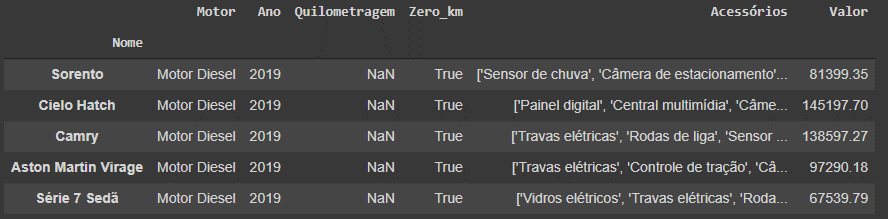 Motor Ano Quilometragem Zero_km Acessórios Valor
Nome
Sorento Motor Diesel 2019 NaN True ['Sensor de chuva', 'Câmera de estacionamento'... 81399.35
Cielo Hatch Motor Diesel 2019 NaN True ['Painel digital', 'Central multimídia', 'Câme... 145197.70
Camry Motor Diesel 2019 NaN True ['Travas elétricas', 'Rodas de liga', 'Sensor ... 138597.27
Aston Martin Virage Motor Diesel 2019 NaN True ['Travas elétricas', 'Controle de tração', 'Câ... 97290.18
Série 7 Sedã Motor Diesel 2019 NaN True ['Vidros elétricos', 'Travas elétricas', 'Roda... 67539.79